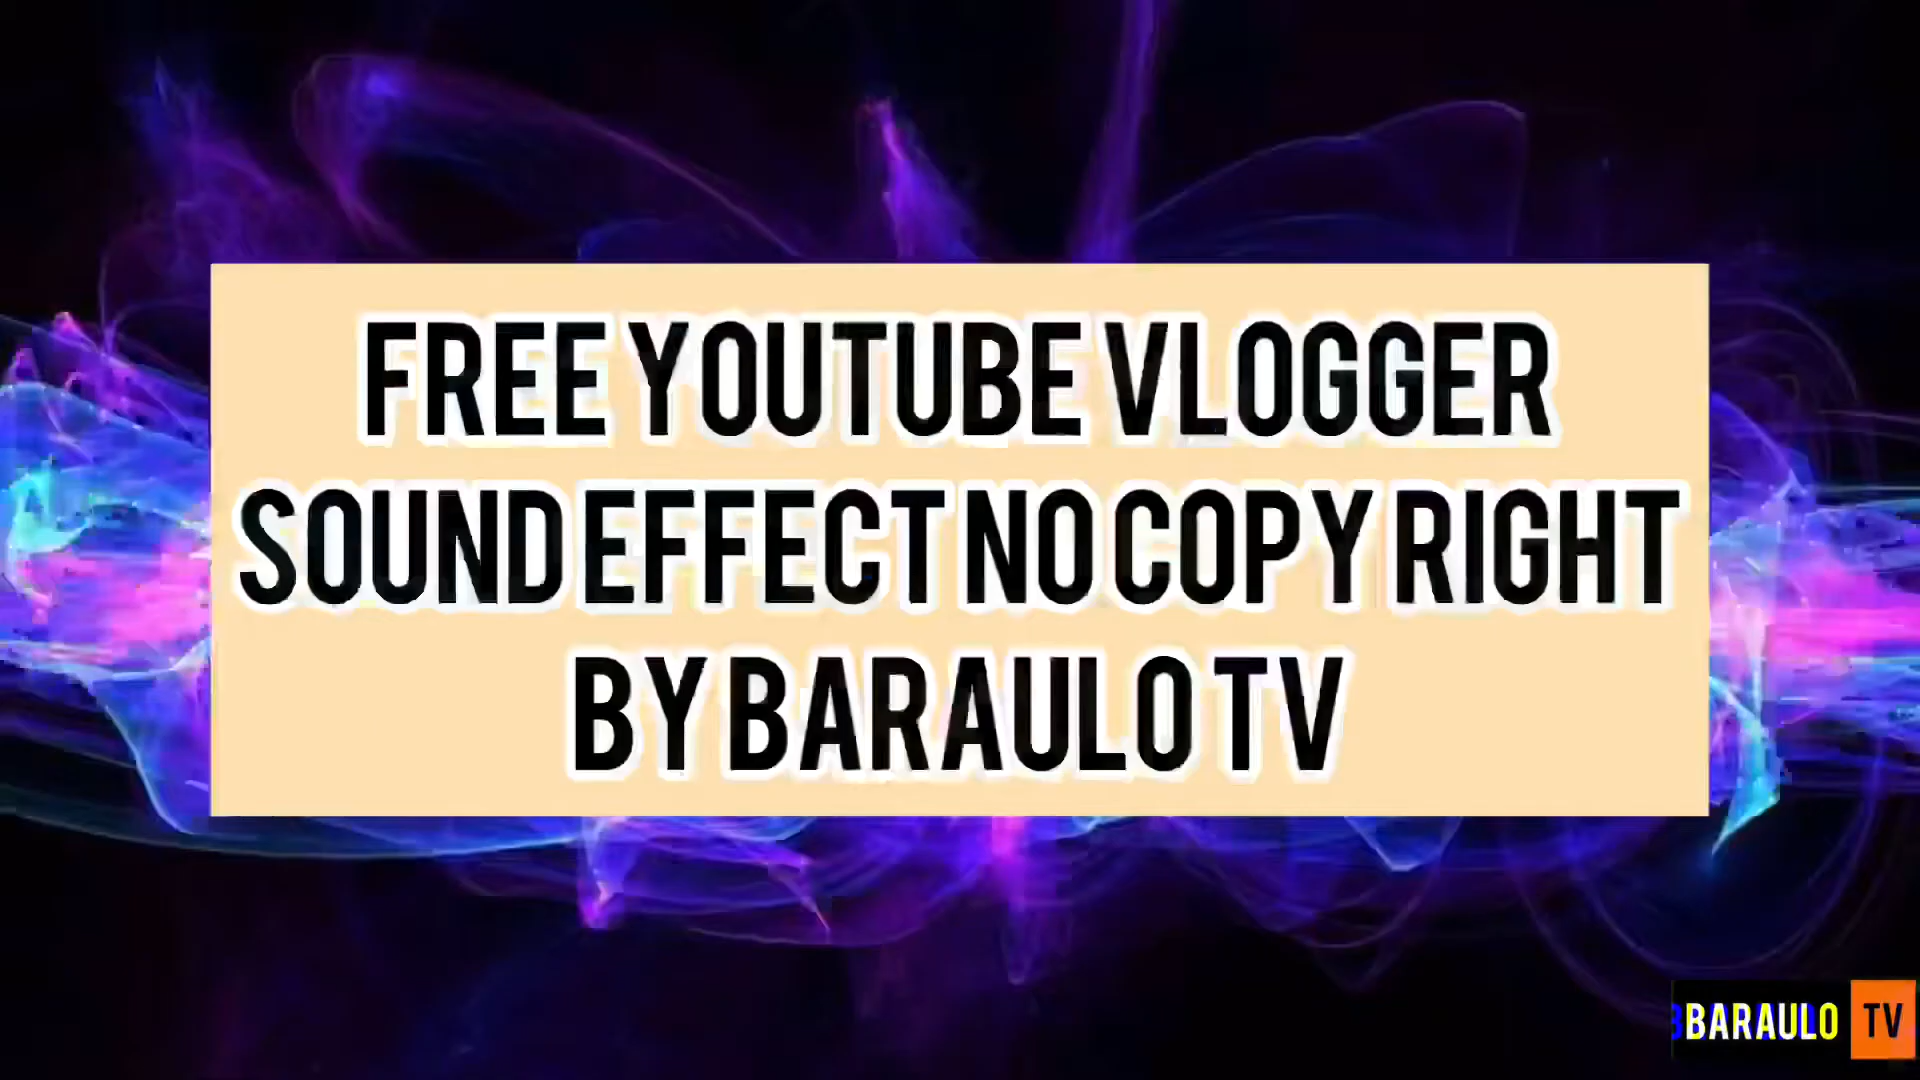 FREE YOUTUBE VLOGGER
SOUND EFFECT NO COPY RIGHT
BY BARAULO TV
BARAULO TV